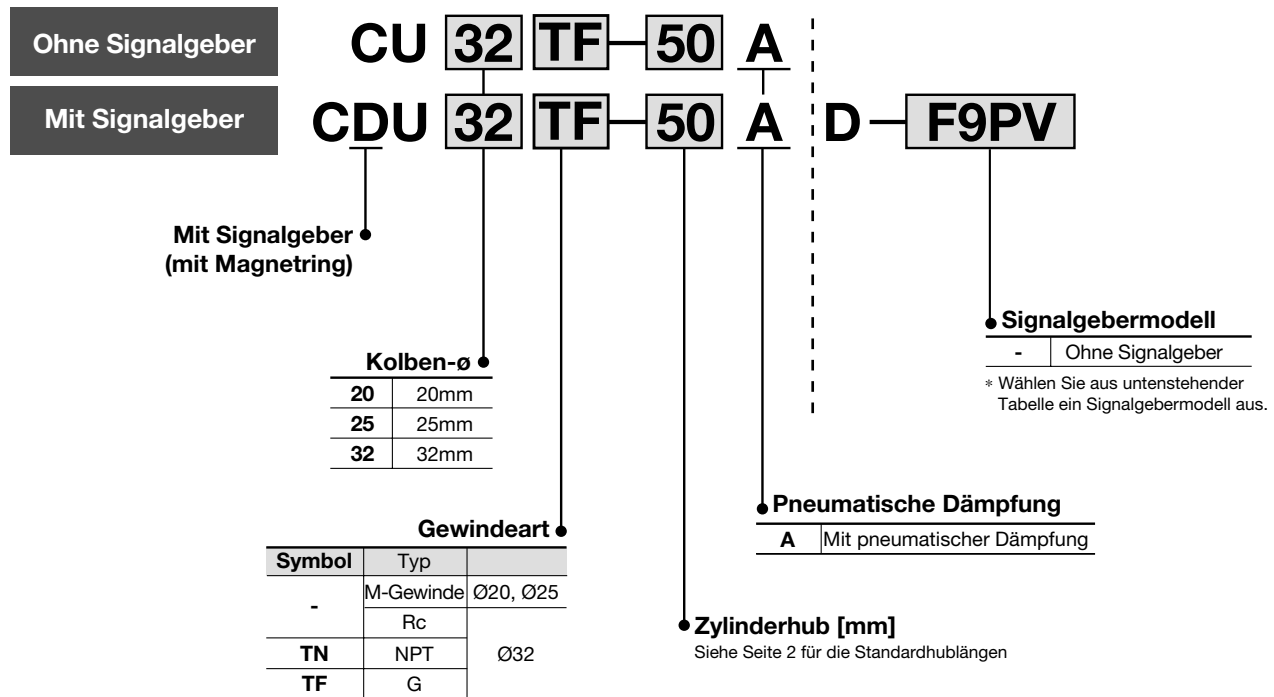 Ohne Signalgeber CU 32 TF－50 A
Mit Signalgeber CDU 32 TF－50 A D－F9PV
Mit Signalgeber
(mit Magnetring)
Signalgebermodell
- Ohne Signalgeber
* Wählen Sie aus untenstehender
Tabelle ein Signalgebermodell aus.
Kolben-ø
20 20mm
25 25mm
32 32mm
Pneumatische Dämpfung
A Mit pneumatischer Dämpfung
Gewindeart
Symbol Typ
- M-Gewinde Ø20, Ø25
Rc
TN NPT Ø32
TF G
Zylinderhub [mm]
Siehe Seite 2 für die Standardhublängen